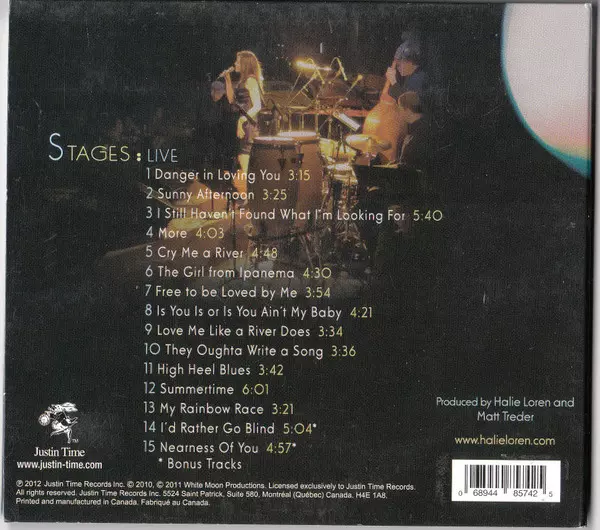 STAGES: LIVE
1 Danger in Loving You 3:15
2 Sunny Afternoon 3:25
3 I Still Haven't Found What I'm Looking For 5:40
4 More 4:03
5 Cry Me a River 4:48
6 The Girl from Ipanema 4:30
7 Free to be Loved by Me 3:54
8 Is You Is or Is You Ain't My Baby 4:21
9 Love Me Like a River Does 3:34
10 They Oughta Write a Song 3:36
11 High Heel Blues 3:42
12 Summertime 6:01
13 My Rainbow Race 3:21
14 I'd Rather Go Blind 5:04*
15 Nearness Of You 4:57*
* Bonus Tracks
Produced by Halie Loren and
Matt Treder
www.halieloren.com
Justin Time
TM
www.justin-time.com
℗ 2012 Justin Time Records Inc. © 2010, © 2011 White Moon Productions. Licensed exclusively to Justin Time Records Inc.
All rights reserved. Justin Time Records Inc. 5524 Saint Patrick, Suite 580, Montréal (Québec) Canada. H4E 1A8.
Printed and manufactured in Canada. Fabriqué au Canada.
0 68944 85742 5